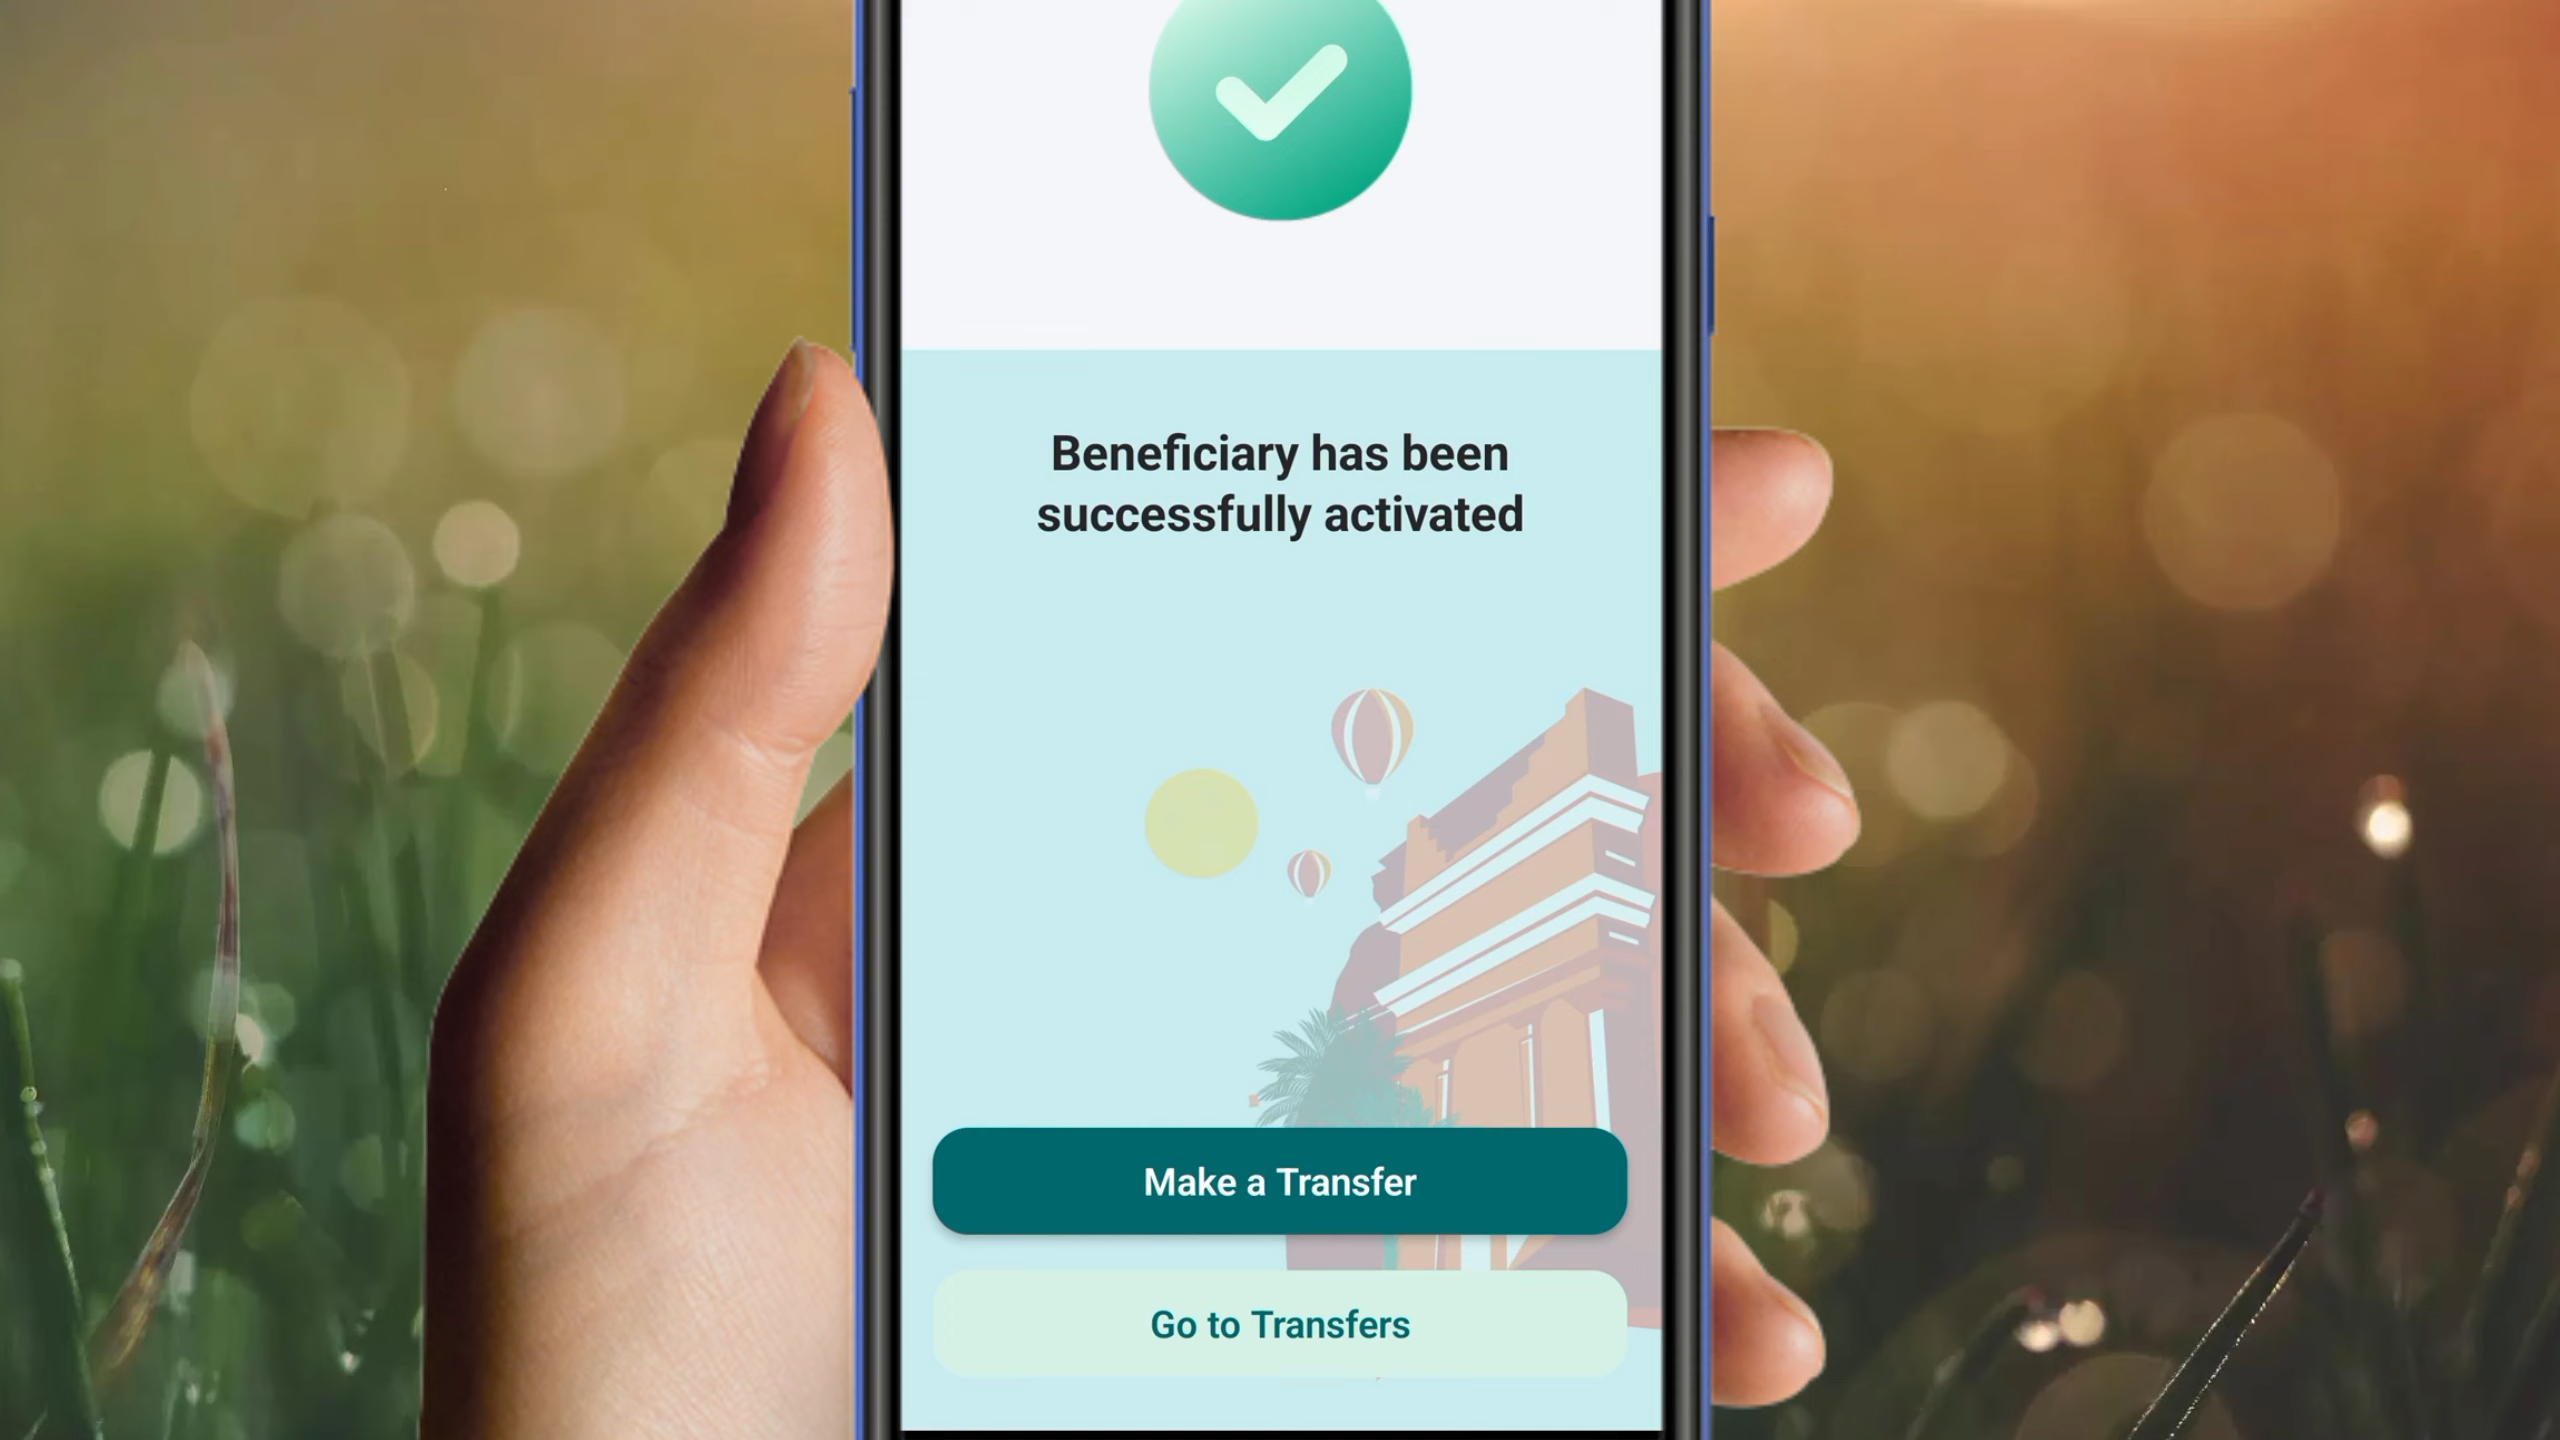 Beneficiary has been
successfully activated
Make a Transfer
Go to Transfers